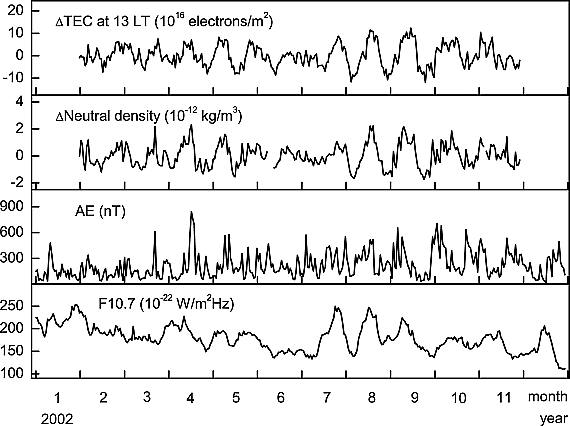 ΔTEC at 13 LT (10¹⁶ electrons/m²)
20
10
0
-10
ΔNeutral density (10⁻¹² kg/m³)
4
2
0
-2
AE (nT)
900
600
300
F10.7 (10⁻²² W/m²Hz)
250
200
150
100
1 2 3 4 5 6 7 8 9 10 11 month
2002 year